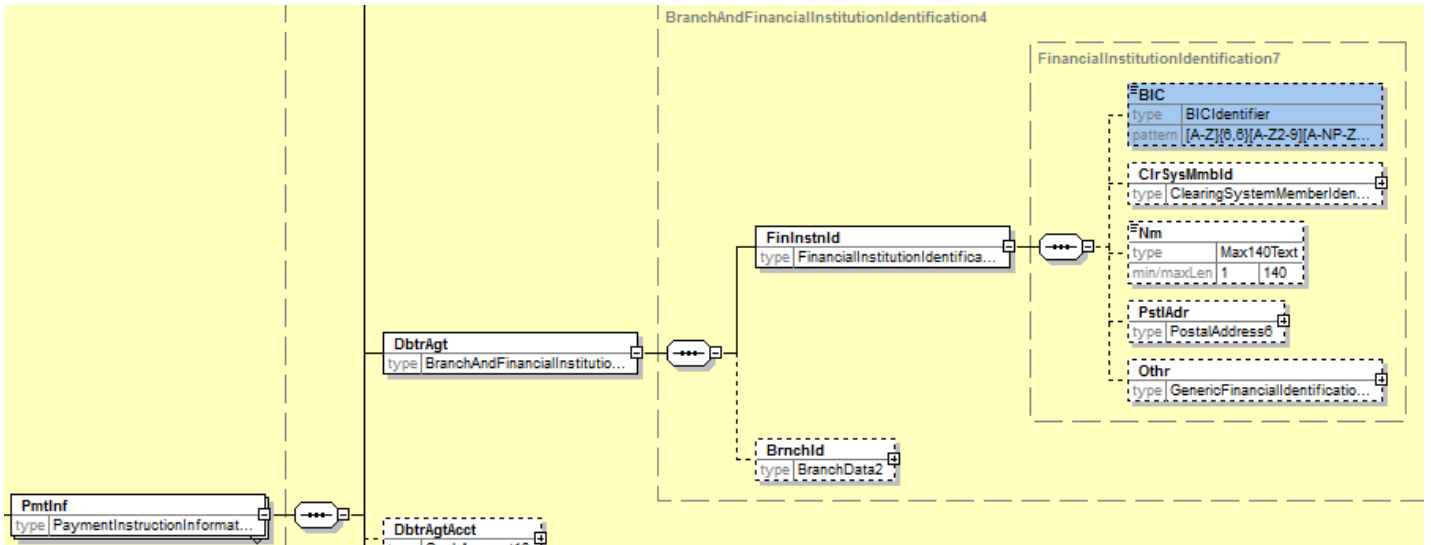 BranchAndFinancialInstitutionIdentification4
FinancialInstitutionIdentification7
BIC
type BICIdentifier
pattern [A-Z]{6,6}[A-Z2-9][A-NP-Z...
ClrSysMmbId
type ClearingSystemMemberIden...
Nm
type Max140Text
min/maxLen 1 140
PstlAdr
type PostalAddress6
Othr
type GenericFinancialIdentificatio...
FinInstnId
type FinancialInstitutionIdentifica...
DbtrAgt
type BranchAndFinancialInstitutio...
BrnchId
type BranchData2
PmtInf
type PaymentInstructionInformat...
DbtrAgtAcct